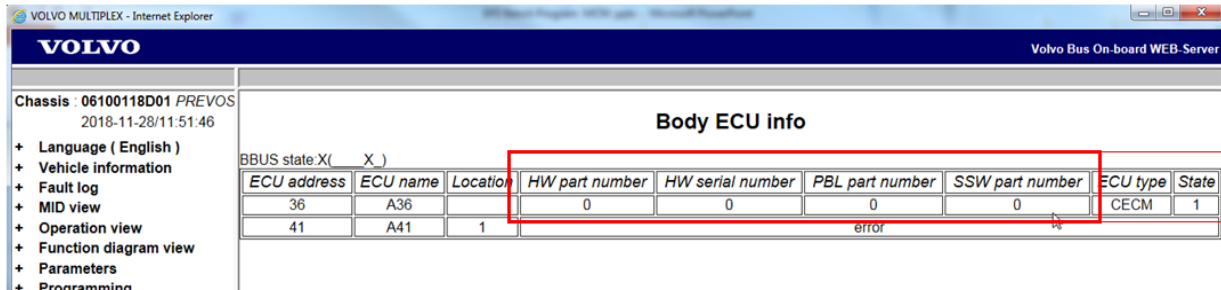 VOLVO MULTIPLEX - Internet Explorer
VOLVO
Volvo Bus On-board WEB-Server
Chassis : 06100118D01 PREVOS
2018-11-28/11:51:46
+ Language ( English )
+ Vehicle information
+ Fault log
+ MID view
+ Operation view
+ Function diagram view
+ Parameters
+ Programming
Body ECU info
BBUS state:X(____X_)
ECU address ECU name Location HW part number HW serial number PBL part number SSW part number ECU type State
36 A36 0 0 0 0 CECM 1
41 A41 1 error